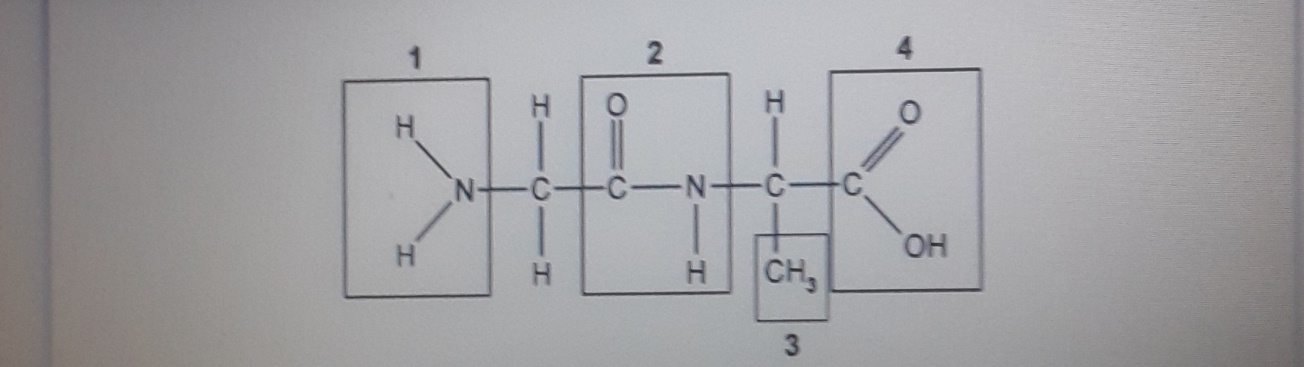 1 2 4
H H O H O
N C C N C C
H H H CH₃ OH
3